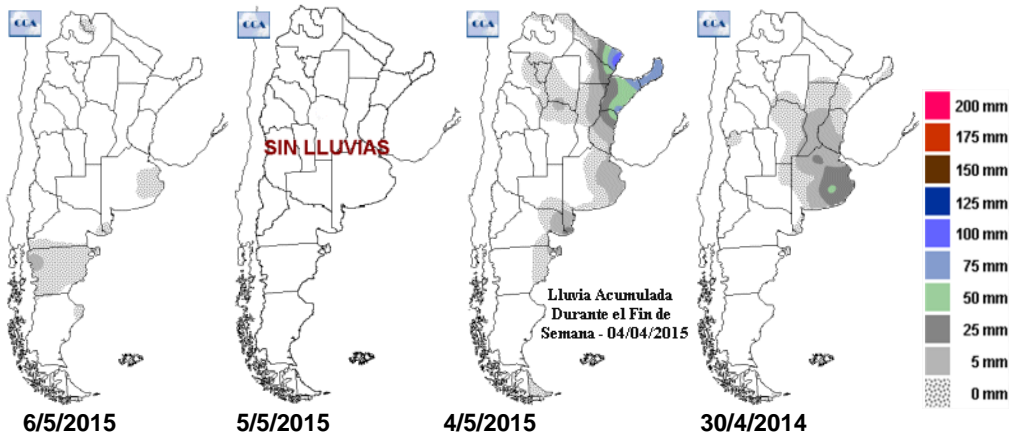 CCA
CCA
CCA
CCA
SIN LLUVIAS
Lluvia Acumulada
Durante el Fin de
Semana - 04/04/2015
200 mm
175 mm
150 mm
125 mm
100 mm
75 mm
50 mm
25 mm
5 mm
0 mm
6/5/2015
5/5/2015
4/5/2015
30/4/2014